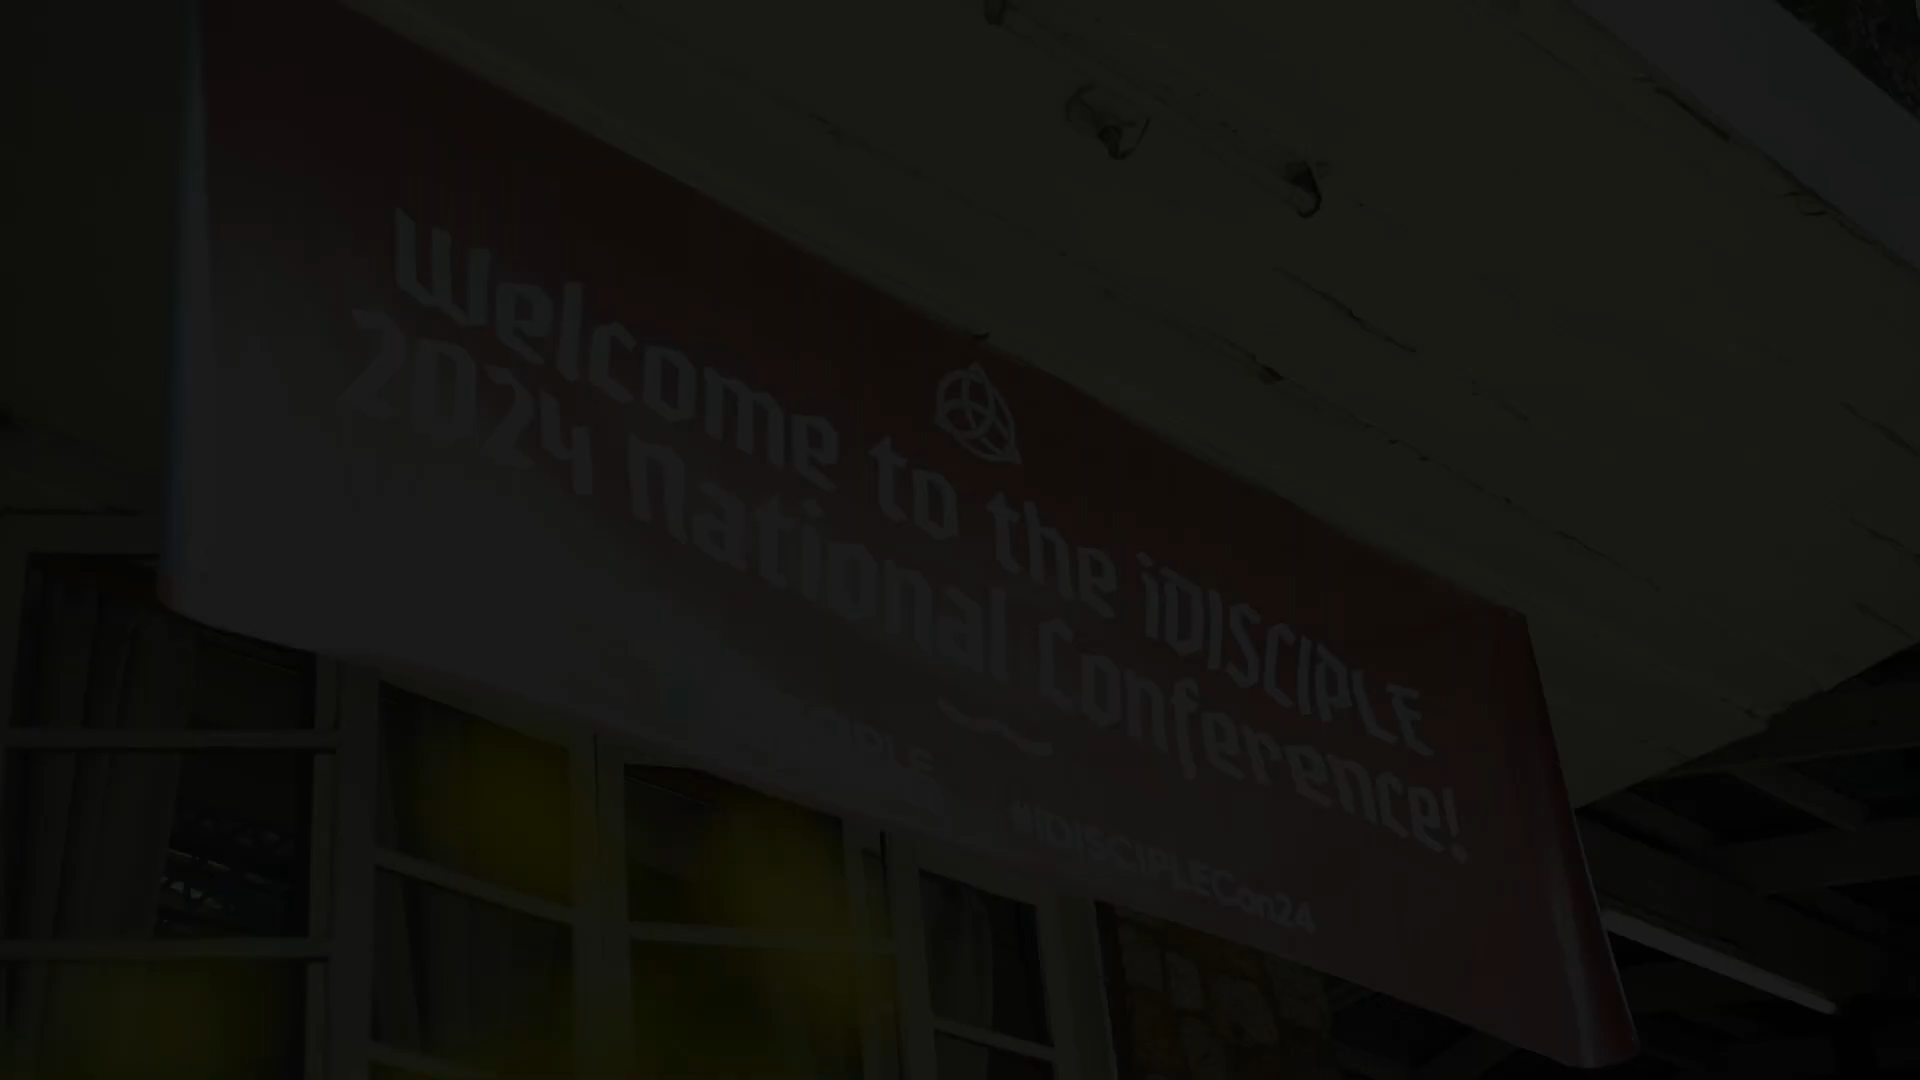 Welcome to the iDISCIPLE
2024 National Conference!
#IDISCIPLECon24